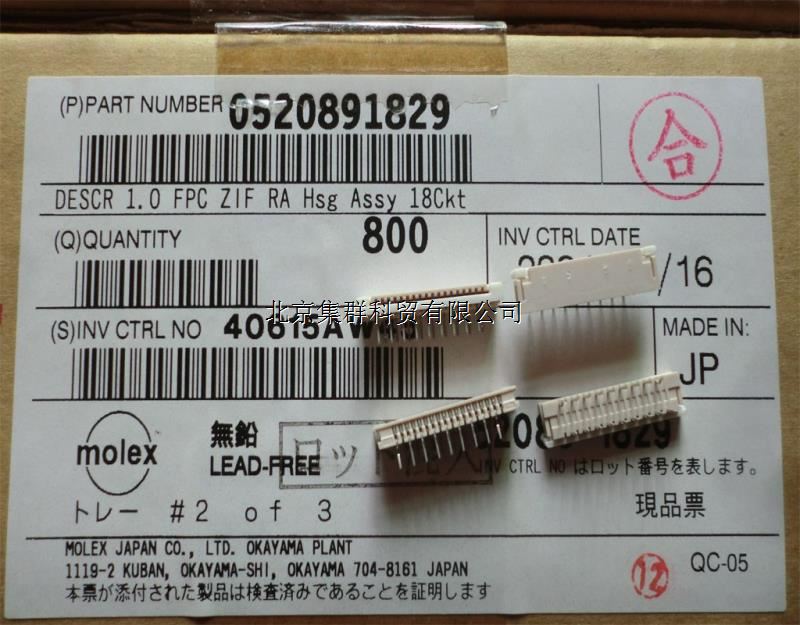 (P)PART NUMBER 0520891829
合
DESCR 1.0 FPC ZIF RA Hsg Assy 18Ckt
(Q)QUANTITY 800
INV CTRL DATE
/16
北京集群科贸有限公司
(S)INV CTRL NO
MADE IN:
JP
molex
無鉛
LEAD-FREE
INV CTRL NO はロット番号を表します。
トレー #2 of 3
現品票
MOLEX JAPAN CO., LTD. OKAYAMA PLANT
1119-2 KUBAN, OKAYAMA-SHI, OKAYAMA 704-8161 JAPAN
本票が添付された製品は検査済みであることを証明します
12
QC-05